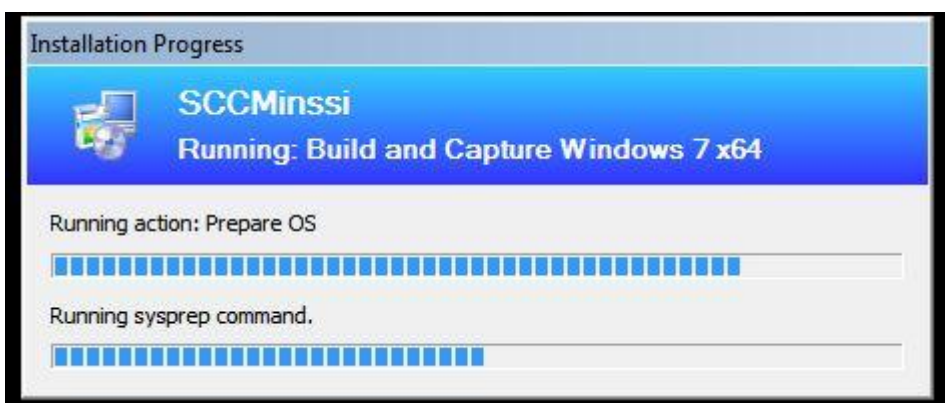 Installation Progress
SCCMinssi
Running: Build and Capture Windows 7 x64
Running action: Prepare OS
Running sysprep command.